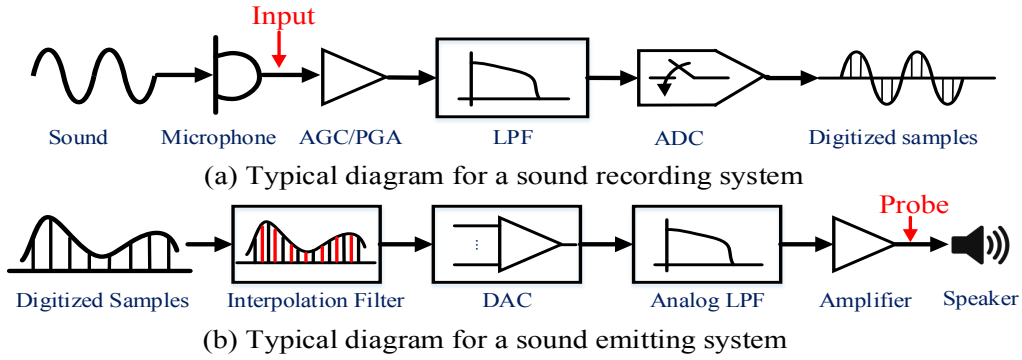 Input
Sound Microphone AGC/PGA LPF ADC Digitized samples
(a) Typical diagram for a sound recording system
Probe
Digitized Samples Interpolation Filter DAC Analog LPF Amplifier Speaker
(b) Typical diagram for a sound emitting system